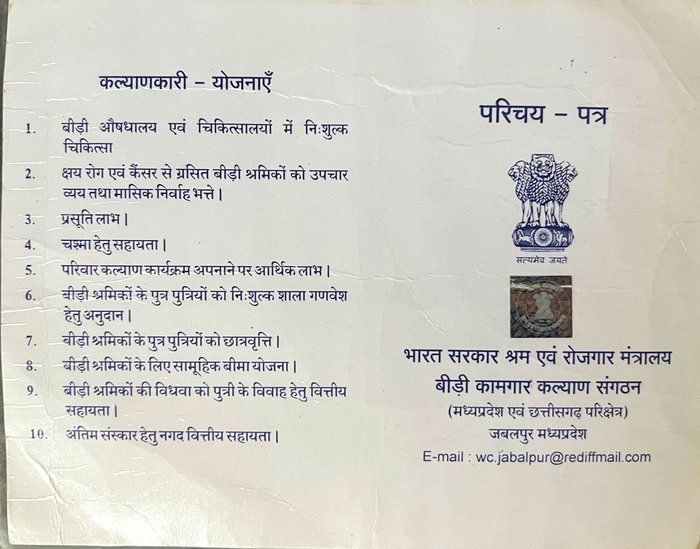 कल्याणकारी – योजनाएँ
1. बीड़ी औषधालय एवं चिकित्सालयों में निःशुल्क
चिकित्सा
2. क्षय रोग एवं कैंसर से ग्रसित बीड़ी श्रमिकों को उपचार
व्यय तथा मासिक निर्वाह भत्ते।
3. प्रसूति लाभ।
4. चश्मा हेतु सहायता।
5. परिवार कल्याण कार्यक्रम अपनाने पर आर्थिक लाभ।
6. बीड़ी श्रमिकों के पुत्र पुत्रियों को निःशुल्क शाला गणवेश
हेतु अनुदान।
7. बीड़ी श्रमिकों के पुत्र पुत्रियों को छात्रवृत्ति।
8. बीड़ी श्रमिकों के लिए सामूहिक बीमा योजना।
9. बीड़ी श्रमिकों की विधवा को पुत्री के विवाह हेतु वित्तीय
सहायता।
10. अंतिम संस्कार हेतु नगद वित्तीय सहायता।
परिचय – पत्र
सत्यमेव जयते
भारत सरकार श्रम एवं रोजगार मंत्रालय
बीड़ी कामगार कल्याण संगठन
(मध्यप्रदेश एवं छत्तीसगढ़ परिक्षेत्र)
जबलपुर मध्यप्रदेश
E-mail : wc.jabalpur@rediffmail.com